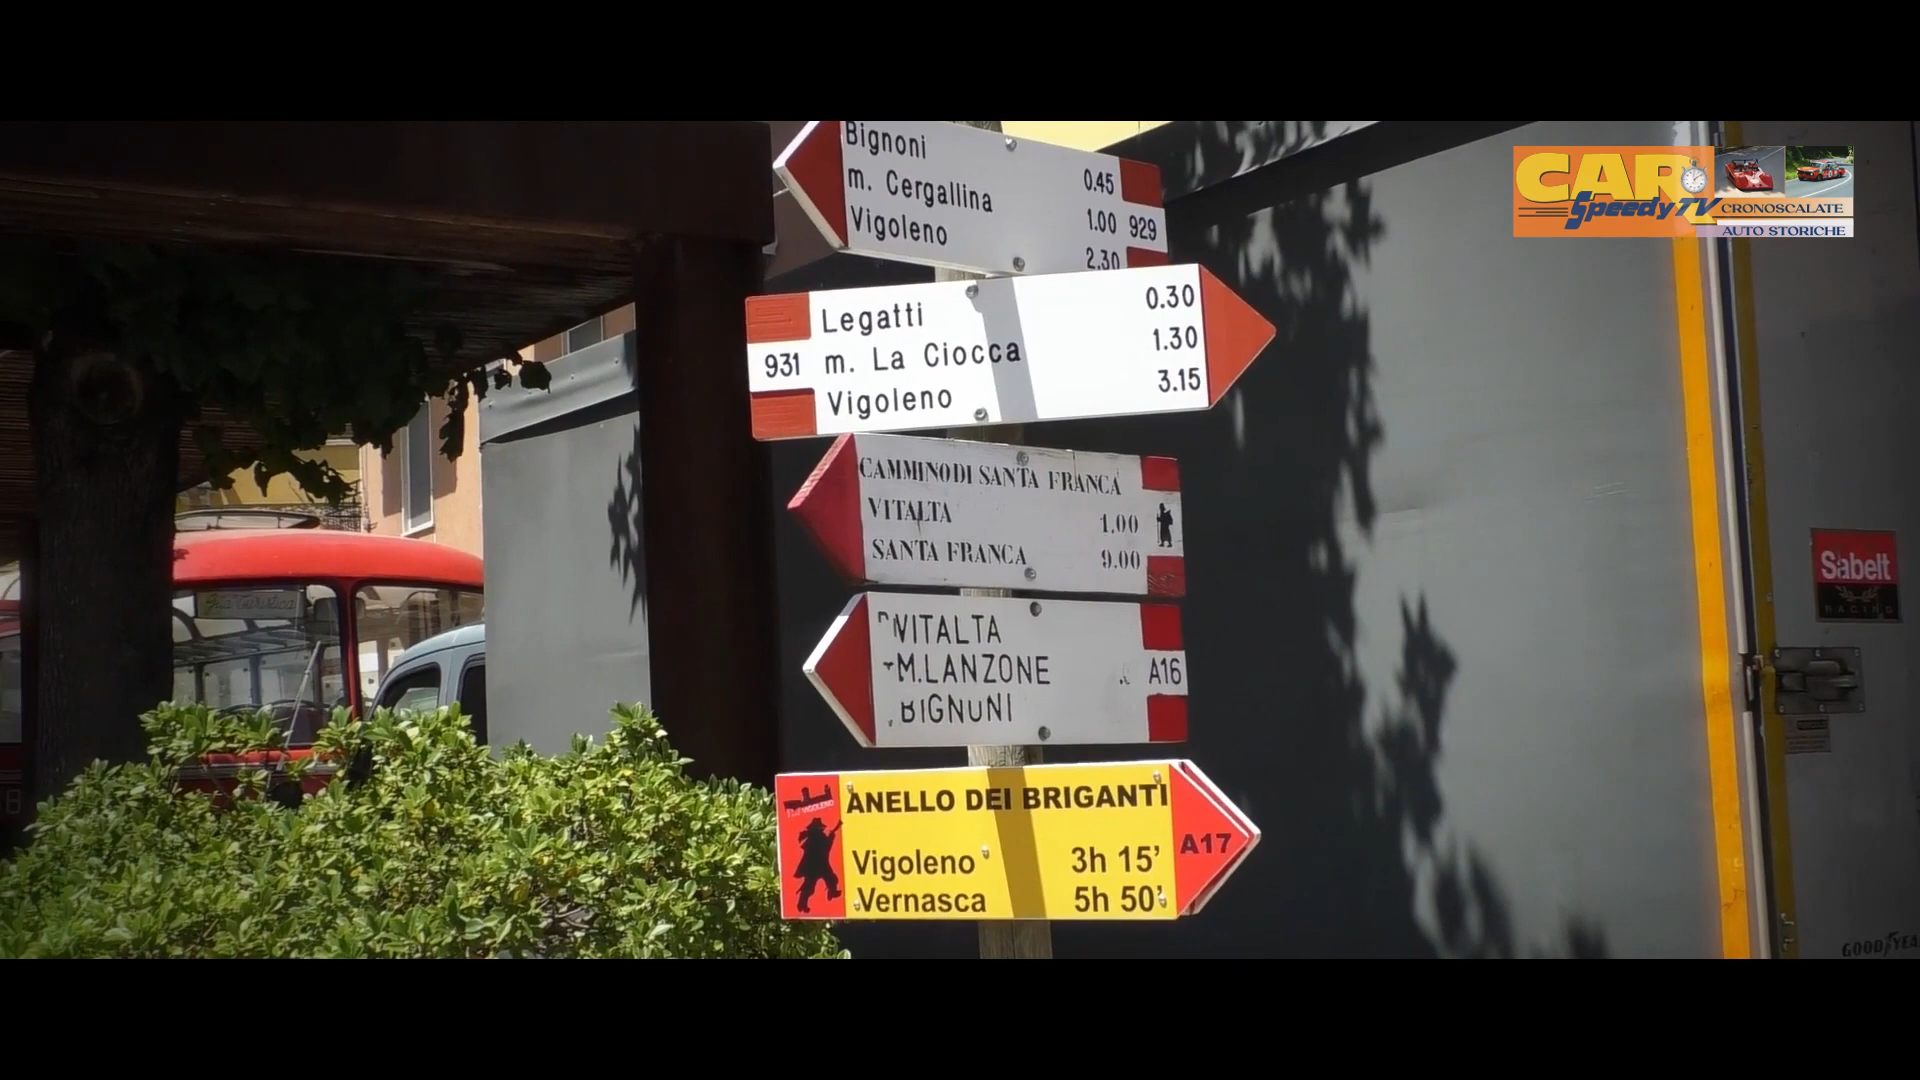 Bignoni 0.45
m. Cergallina 1.00 929
Vigoleno 2.30
CAR
Speedy TV
CRONOSCALATE
AUTO STORICHE
Legatti 0.30
931 m. La Ciocca 1.30
Vigoleno 3.15
CAMMINO DI SANTA FRANCA
VITALTA 1.00
SANTA FRANCA 9.00
Sabelt
RACING
VITALTA
M.LANZONE A16
BIGNONI
ANELLO DEI BRIGANTI
A17
Vigoleno 3h 15'
Vernasca 5h 50'